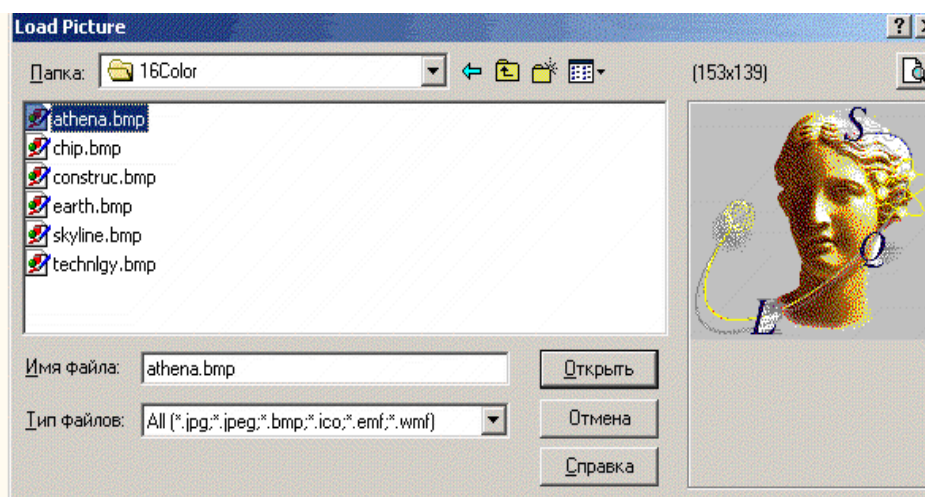 Load Picture
Папка: 16Color
(153x139)
athena.bmp
chip.bmp
construc.bmp
earth.bmp
skyline.bmp
technlgy.bmp
S
Q
L
Имя файла: athena.bmp
Открыть
Тип файлов: All (*.jpg;*.jpeg;*.bmp;*.ico;*.emf;*.wmf)
Отмена
Справка